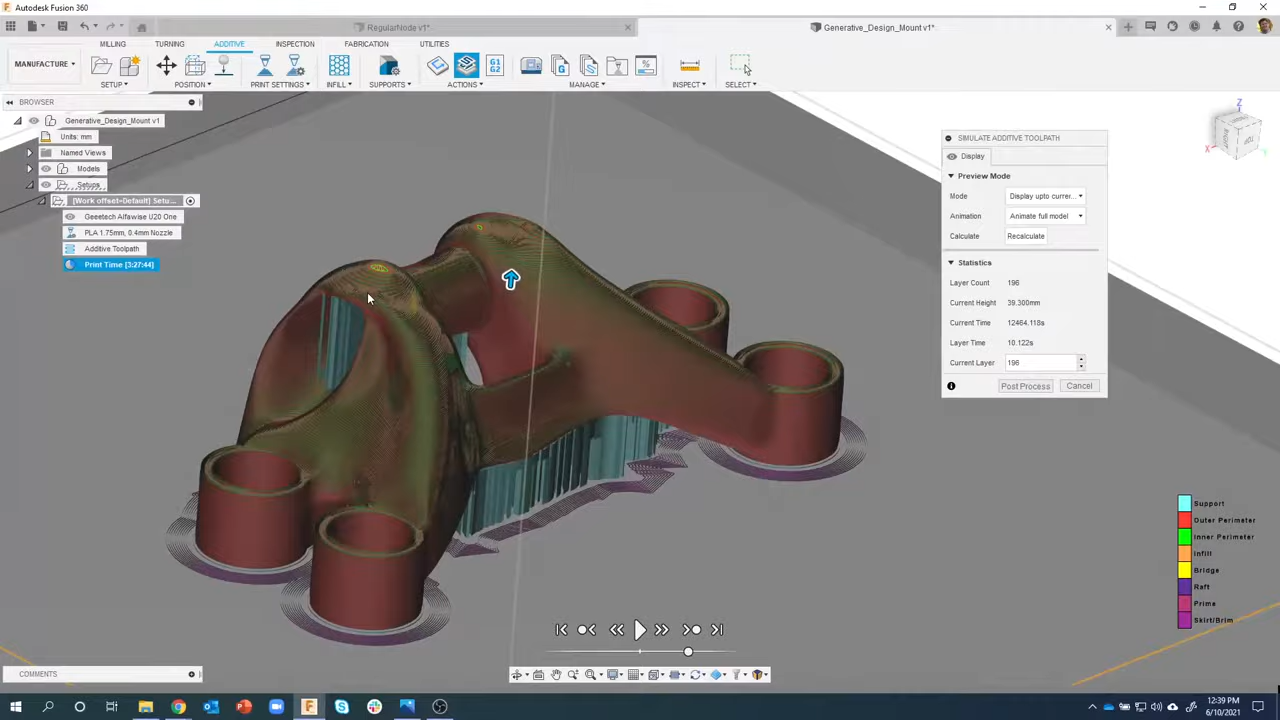 Autodesk Fusion 360
RegularNode v1*
Generative_Design_Mount v1*
MILLING
TURNING
ADDITIVE
INSPECTION
FABRICATION
UTILITIES
MANUFACTURE
SETUP
POSITION
PRINT SETTINGS
INFILL
SUPPORTS
G1
G2
ACTIONS
MANAGE
INSPECT
SELECT
BROWSER
Generative_Design_Mount v1
Units: mm
Named Views
Models
Setups
[Work offset=Default] Setu...
Geeetech Alfawise U20 One
PLA 1.75mm, 0.4mm Nozzle
Additive Toolpath
Print Time [3:27:44]
Z
X
SIMULATE ADDITIVE TOOLPATH
Display
Preview Mode
Mode Display upto curren...
Animation Animate full model
Calculate Recalculate
Statistics
Layer Count 196
Current Height 39.300mm
Current Time 12464.118s
Layer Time 10.122s
Current Layer 196
Post Process Cancel
Support
Outer Perimeter
Inner Perimeter
Infill
Bridge
Raft
Prime
Skirt/Brim
COMMENTS
12:39 PM
6/10/2021